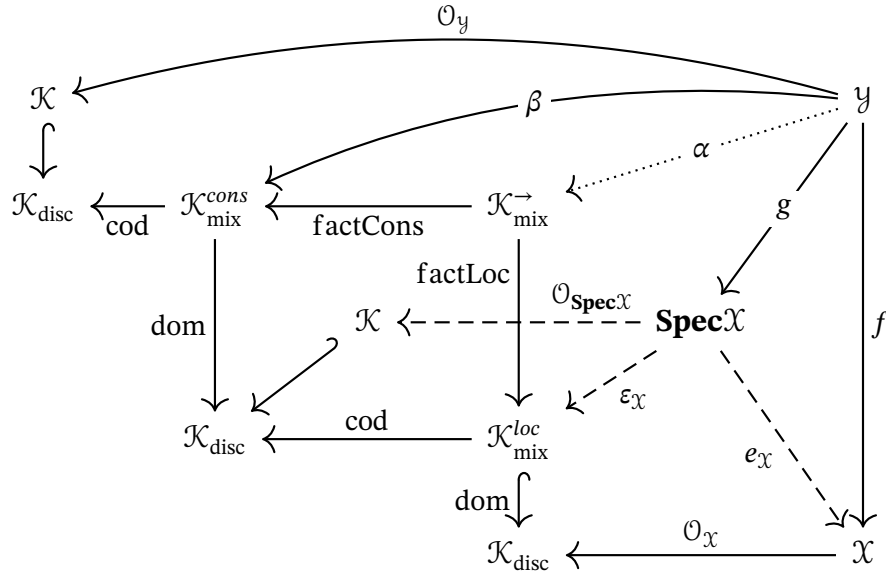 𝒪_𝒴
𝒦 𝒴
β
α
𝒦_disc cod 𝒦_mix^cons factCons 𝒦_mix^→
g
factLoc
𝒪_Spec𝒳
dom 𝒦 Spec𝒳 f
ε_𝒳
𝒦_disc cod 𝒦_mix^loc
e_𝒳
dom
𝒪_𝒳
𝒦_disc 𝒳